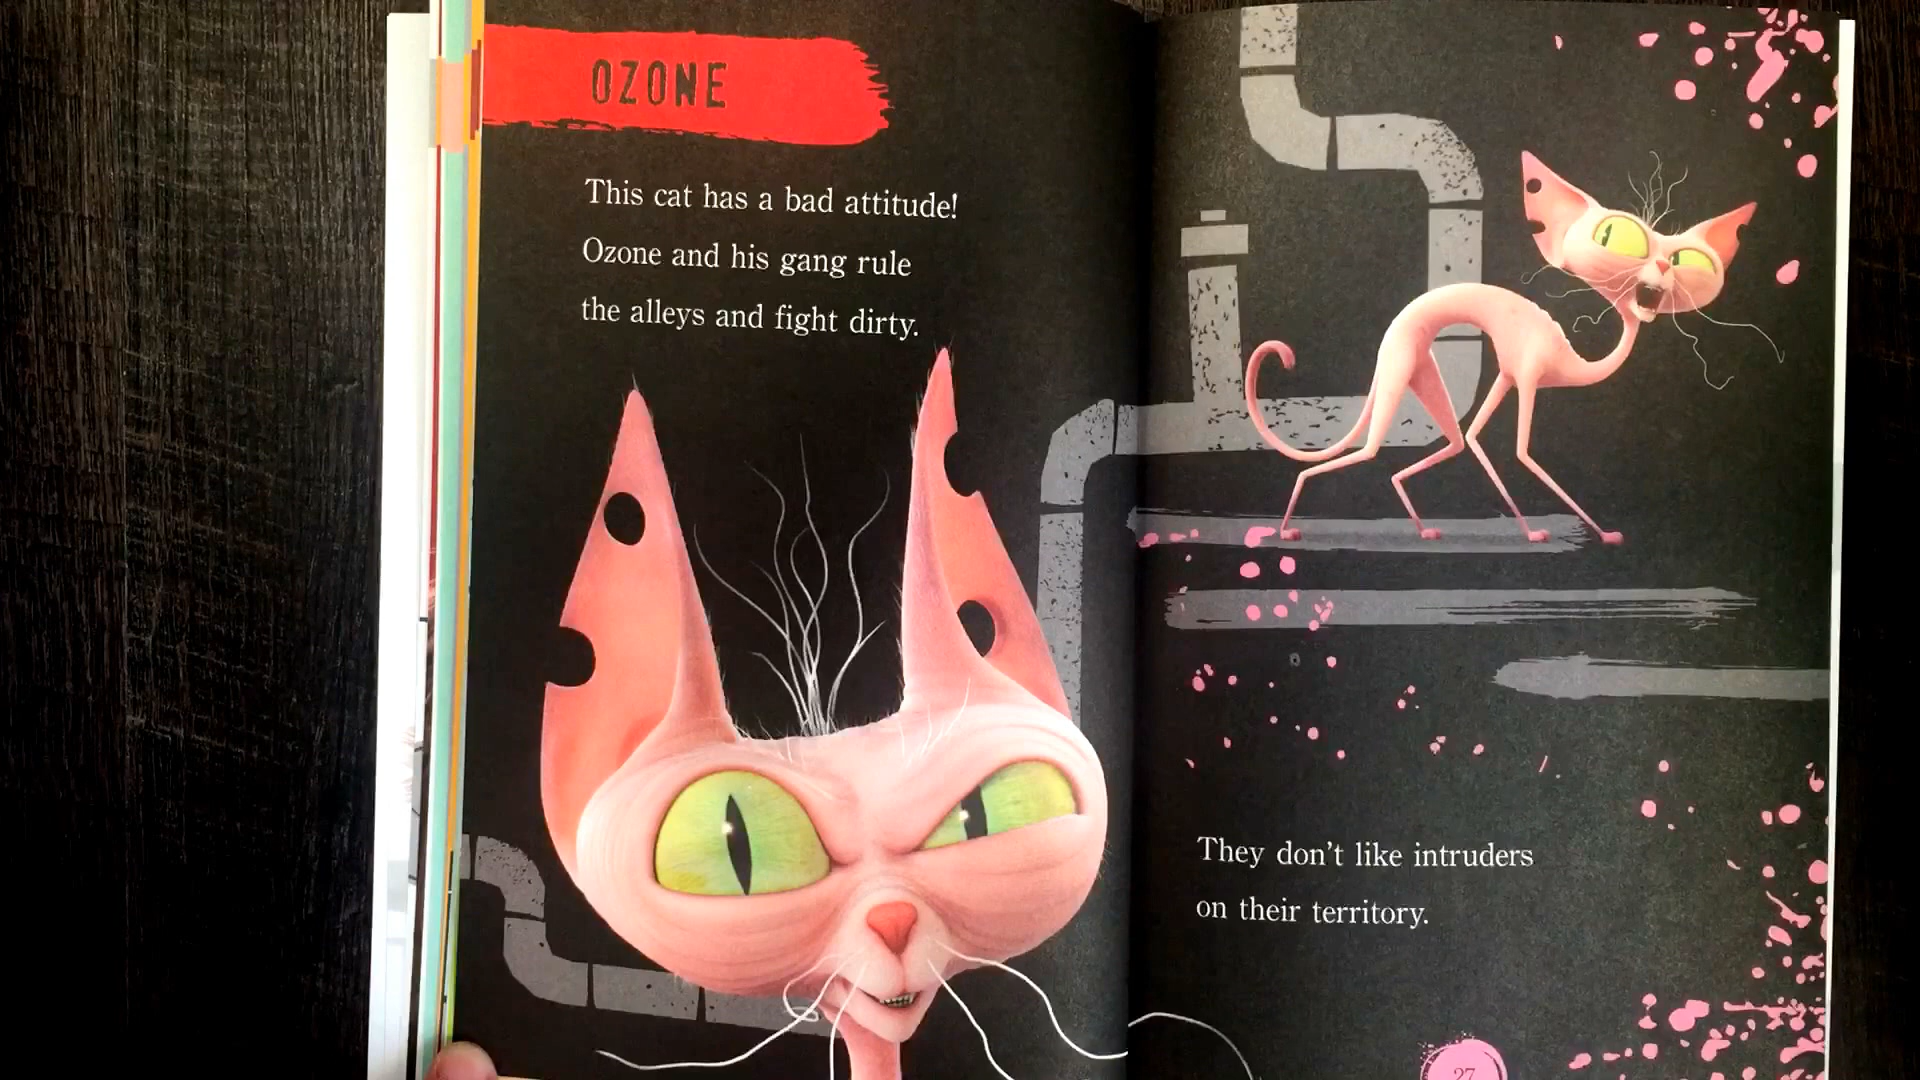 OZONE
This cat has a bad attitude!
Ozone and his gang rule
the alleys and fight dirty.
They don't like intruders
on their territory.
27